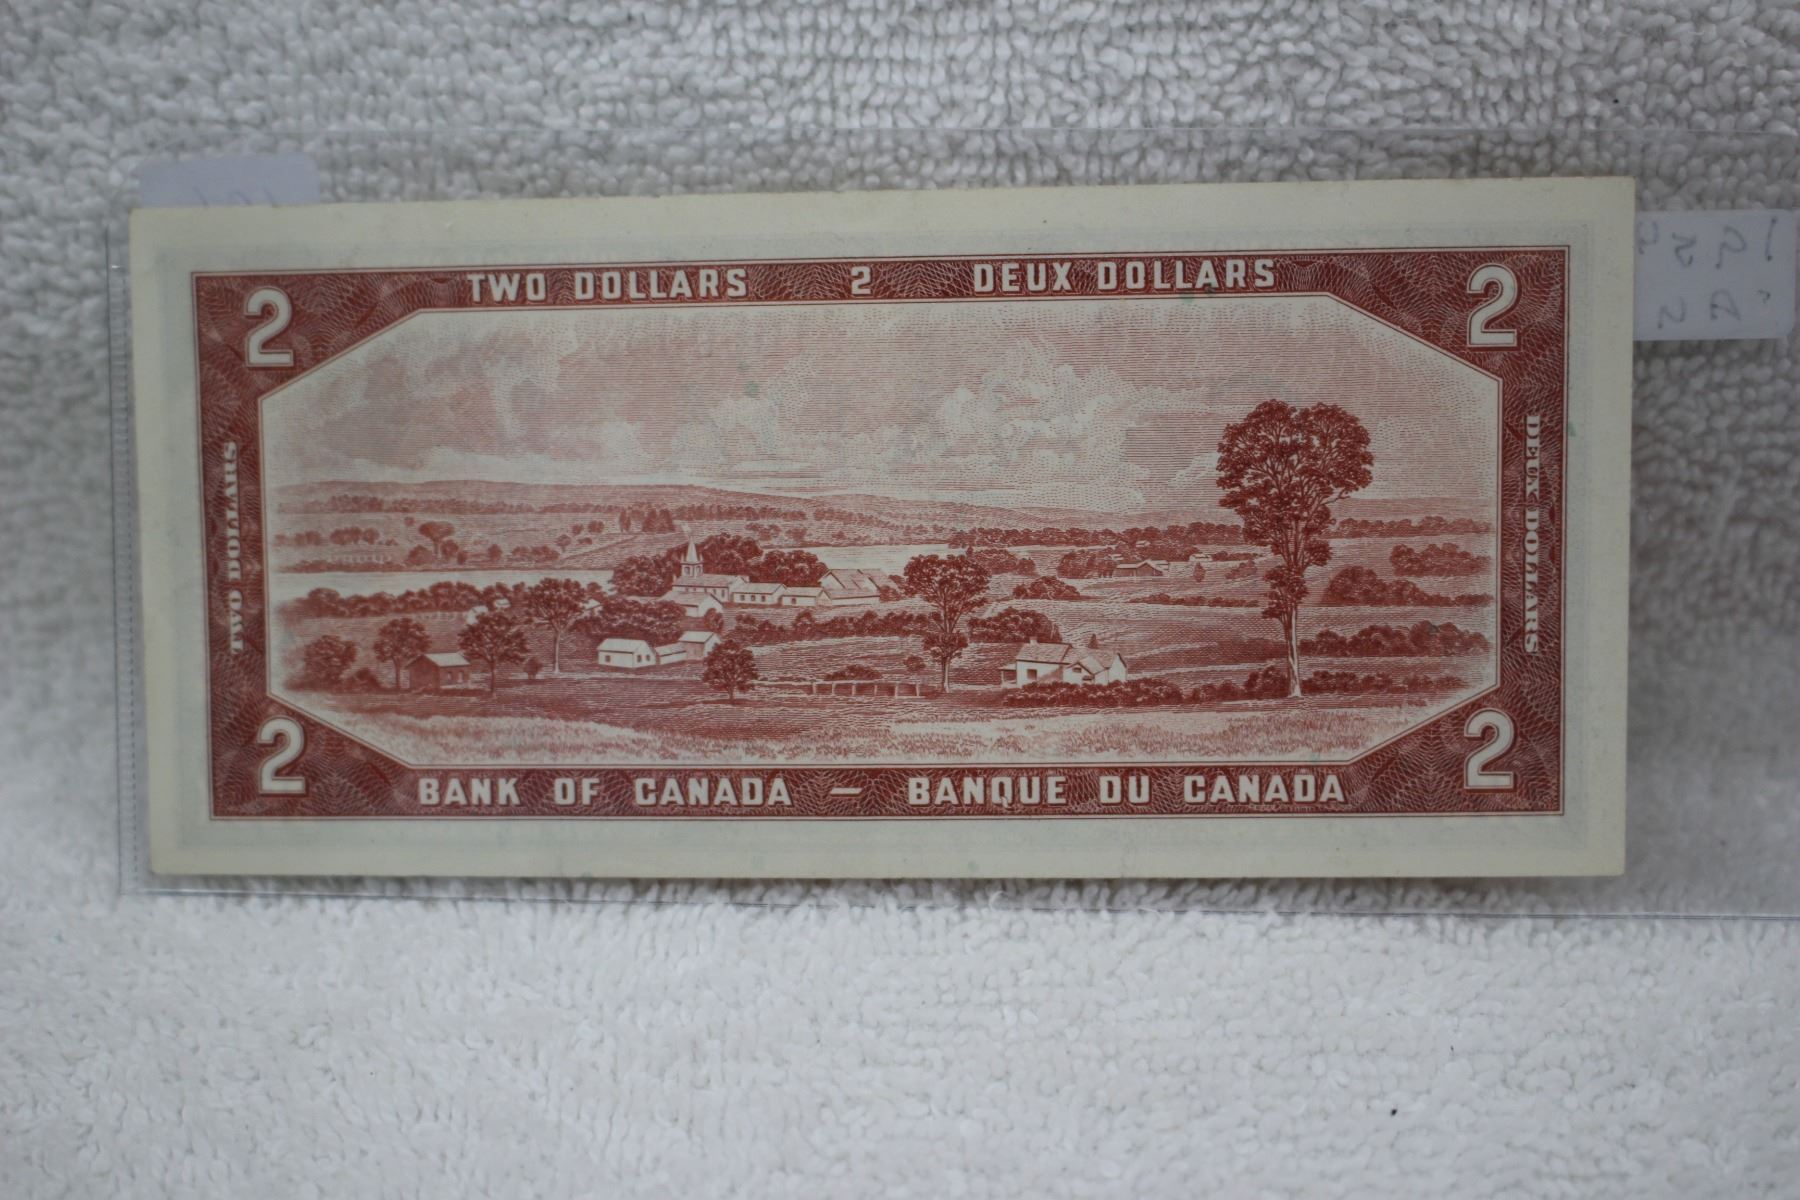 TWO DOLLARS 2 DEUX DOLLARS
2 2
TWO DOLLARS
DEUX DOLLARS
2 2
BANK OF CANADA — BANQUE DU CANADA
1954